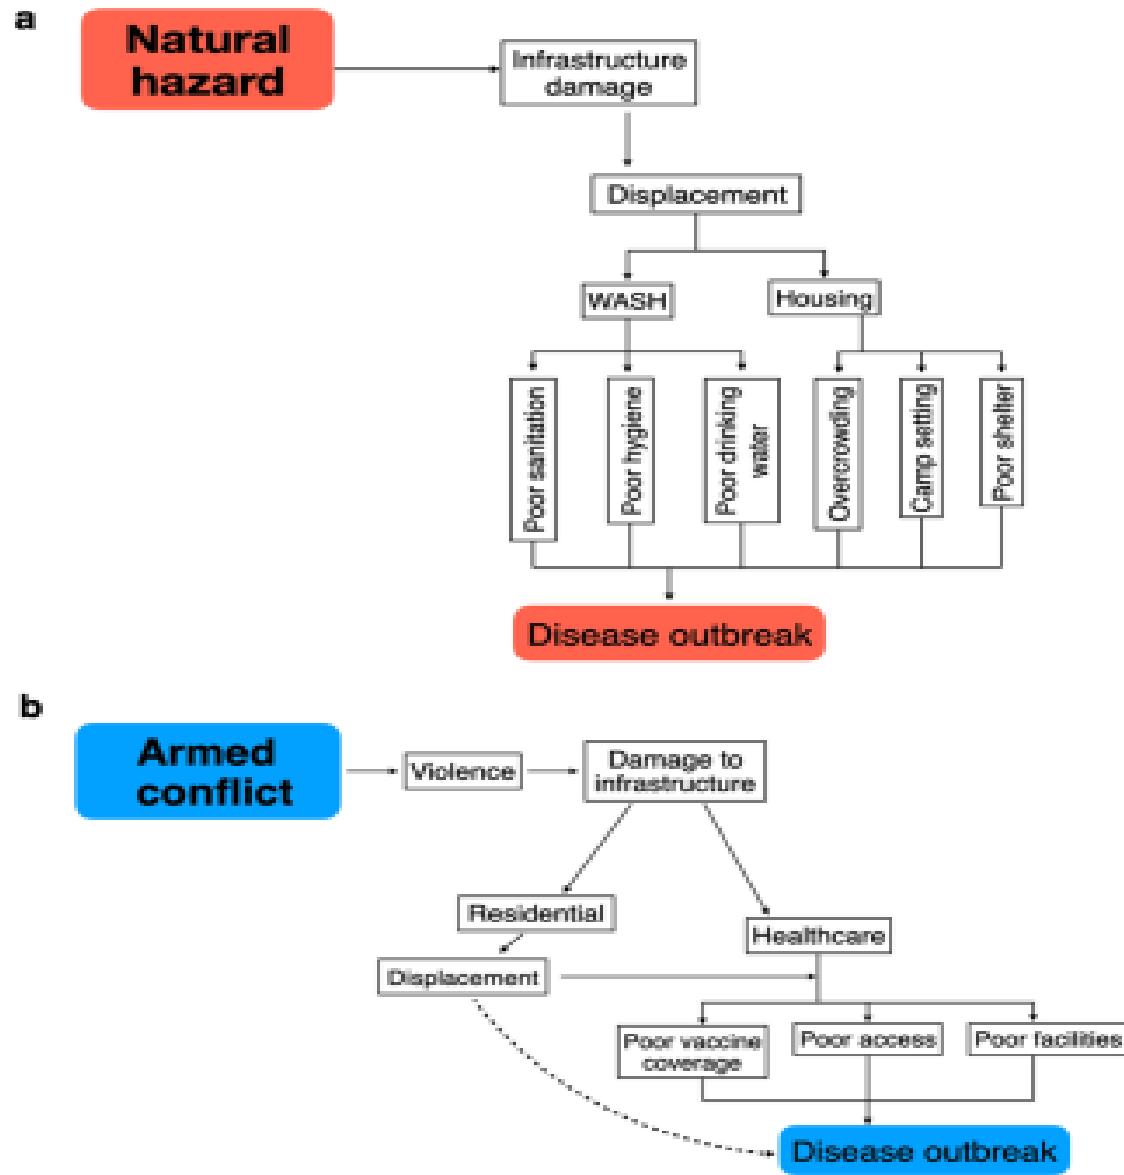 a
Natural
hazard
Infrastructure
damage
Displacement
WASH
Housing
Poor sanitation
Poor hygiene
Poor drinking
water
Overcrowding
Camp setting
Poor shelter
Disease outbreak
b
Armed
conflict
Violence
Damage to
infrastructure
Residential
Healthcare
Displacement
Poor vaccine
coverage
Poor access
Poor facilities
Disease outbreak